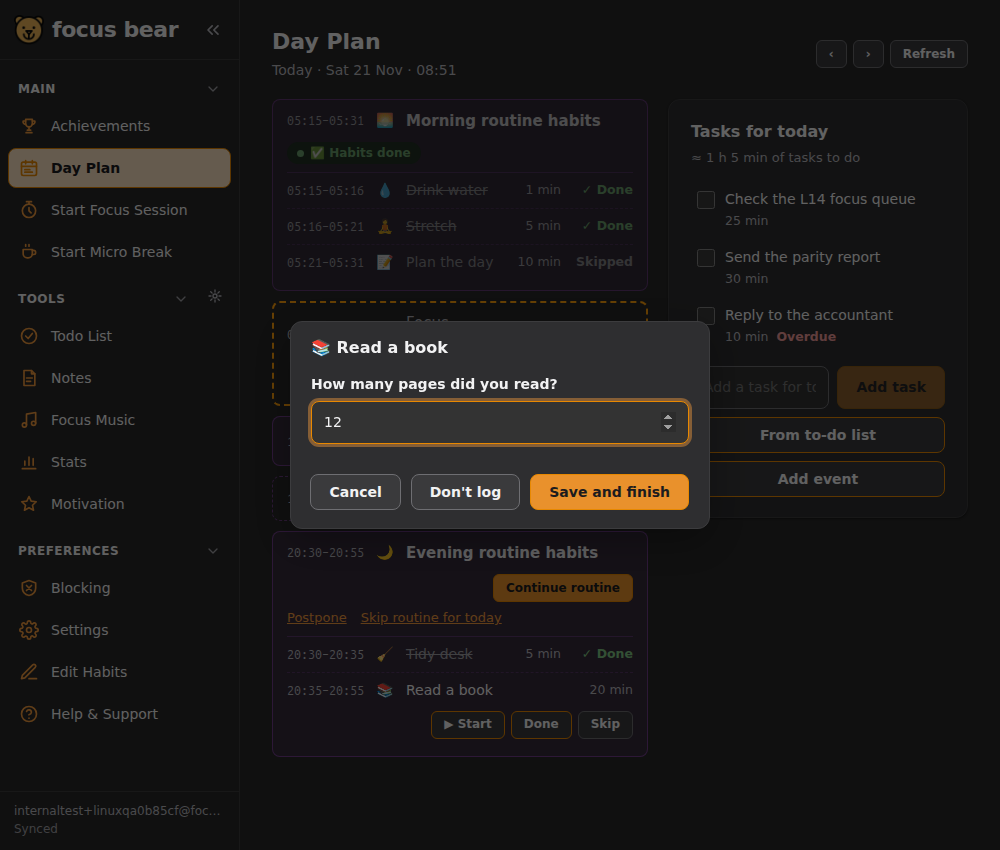 focus bear
MAIN
Achievements
Day Plan
Start Focus Session
Start Micro Break
TOOLS
Todo List
Notes
Focus Music
Stats
Motivation
PREFERENCES
Blocking
Settings
Edit Habits
Help & Support
internaltest+linuxqa0b85cf@foc...
Synced
Day Plan
Today · Sat 21 Nov · 08:51
‹ › Refresh
05:15–05:31 Morning routine habits
✅ Habits done
05:15–05:16 Drink water 1 min ✓ Done
05:16–05:21 Stretch 5 min ✓ Done
05:21–05:31 Plan the day 10 min Skipped
Focus
📚 Read a book
How many pages did you read?
12
Cancel Don't log Save and finish
20:30–20:55 Evening routine habits
Continue routine
Postpone Skip routine for today
20:30–20:35 Tidy desk 5 min ✓ Done
20:35–20:55 Read a book 20 min
▶ Start Done Skip
Tasks for today
≈ 1 h 5 min of tasks to do
Check the L14 focus queue
25 min
Send the parity report
30 min
Reply to the accountant
10 min Overdue
Add a task for to
Add task
From to-do list
Add event